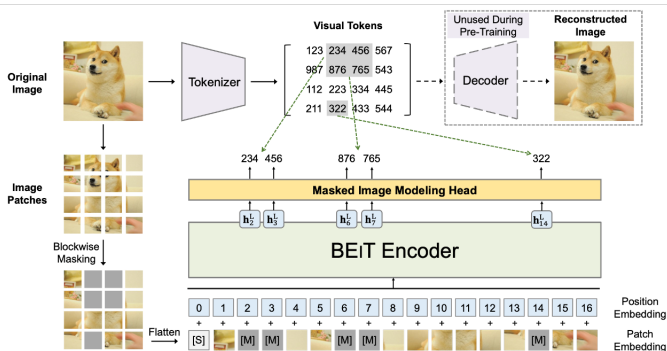 Visual Tokens
Unused During
Pre-Training
Reconstructed
Image
Original
Image
Tokenizer
123 234 456 567
987 876 765 543
112 223 334 445
211 322 433 544
Decoder
234 456 876 765 322
Image
Patches
Masked Image Modeling Head
h₂ᴸ h₃ᴸ h₆ᴸ h₇ᴸ h₁₄ᴸ
Blockwise
Masking
BEIT Encoder
0 1 2 3 4 5 6 7 8 9 10 11 12 13 14 15 16
Position
Embedding
+ + + + + + + + + + + + + + + + +
Flatten
[S] [M] [M] [M] [M] [M]
Patch
Embedding